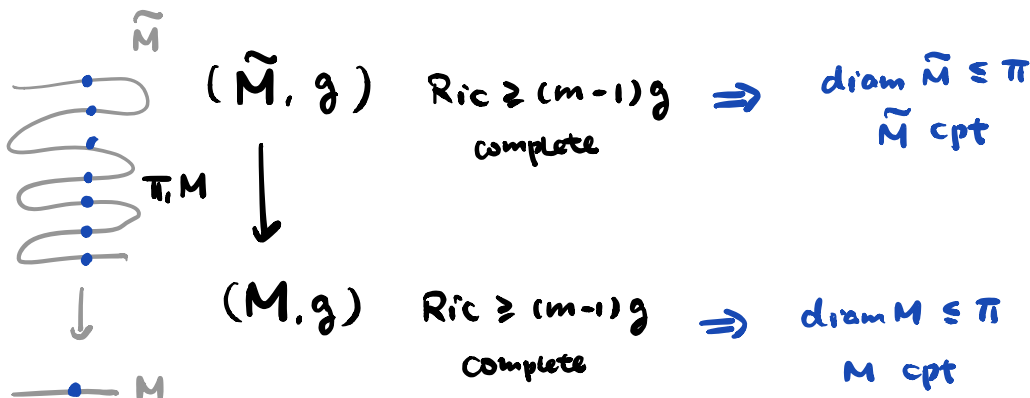 M̃
(M̃, g) Ric ≥ (m-1)g ⇒ diam M̃ ≤ π
complete M̃ cpt
π₁M
(M, g) Ric ≥ (m-1)g ⇒ diam M ≤ π
complete M cpt
M